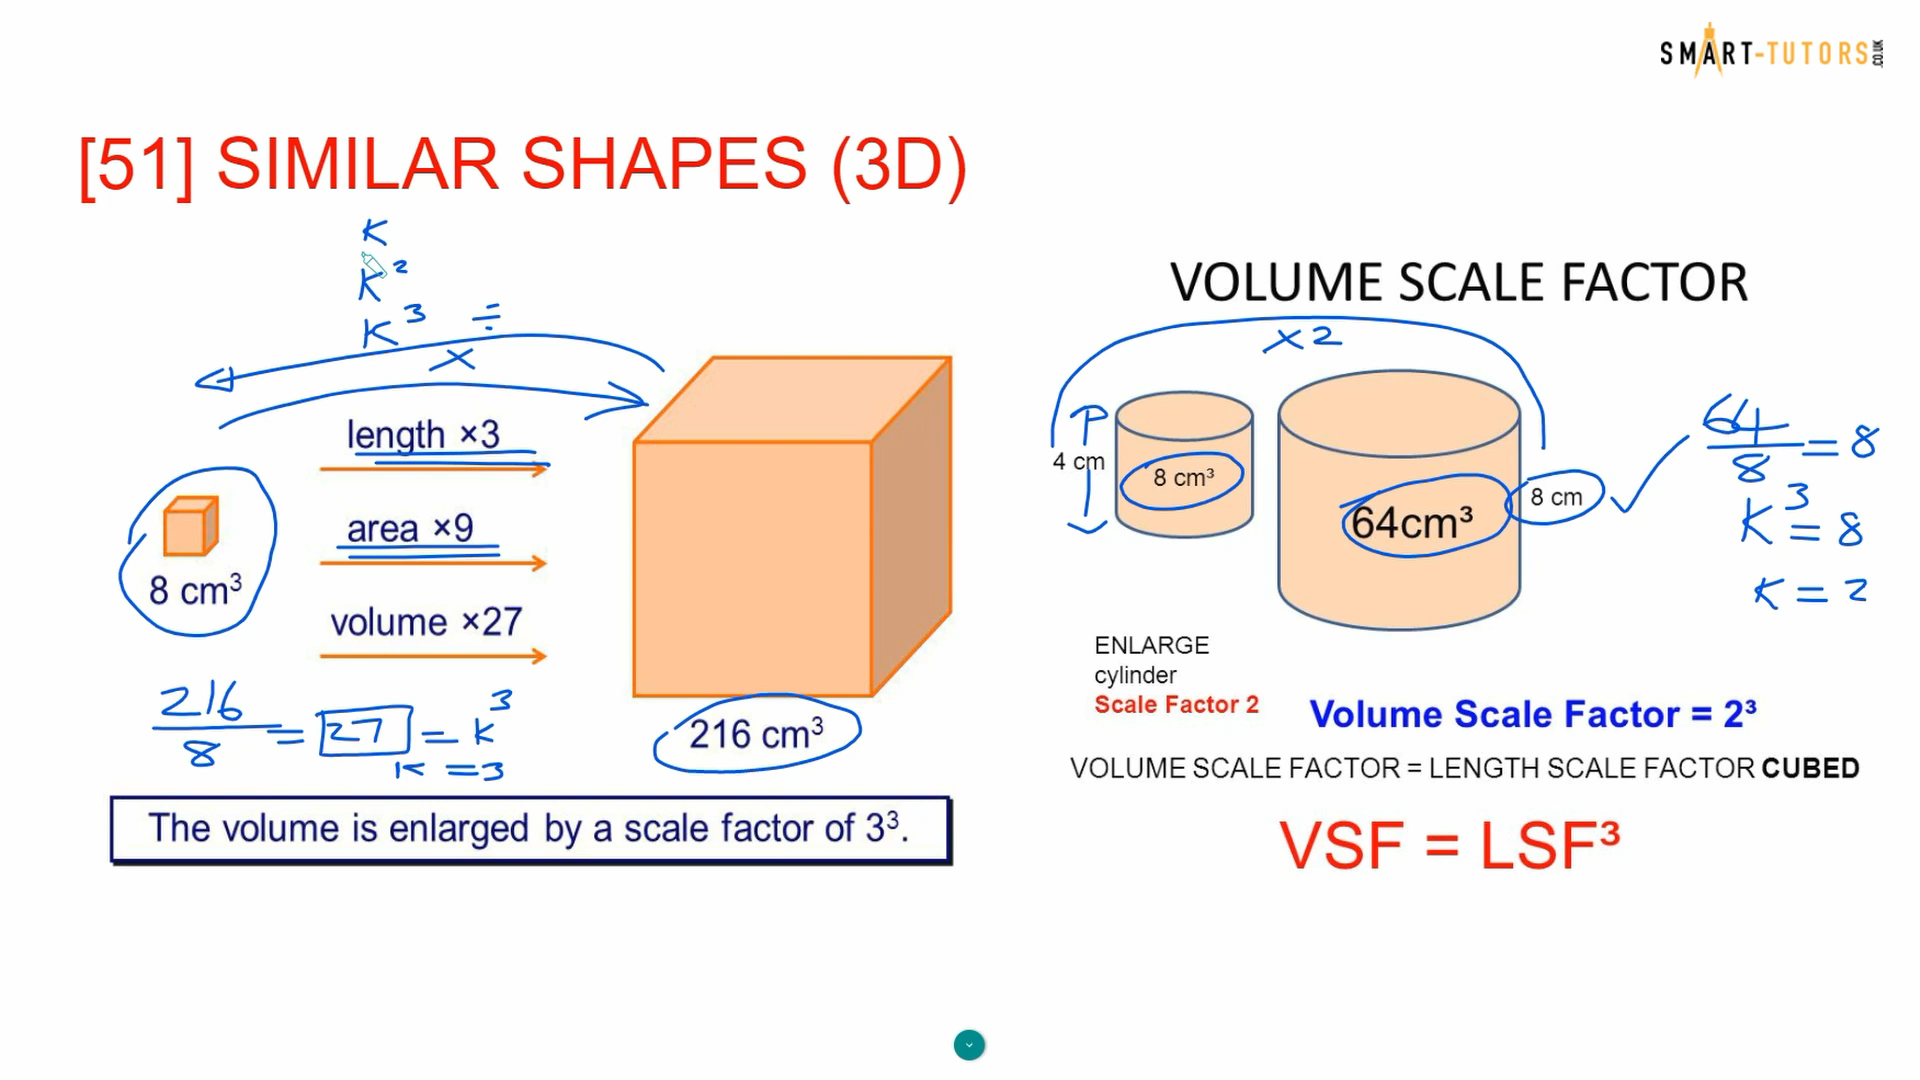 SMART-TUTORS.CO.UK
[51] SIMILAR SHAPES (3D)
K
K²
K³ ÷
×
length ×3
area ×9
volume ×27
8 cm³
216/8 = 27 = K³
K = 3
216 cm³
The volume is enlarged by a scale factor of 3³.
VOLUME SCALE FACTOR
×2
4 cm
8 cm³
64cm³
8 cm
64/8 = 8
K³ = 8
K = 2
ENLARGE
cylinder
Scale Factor 2
Volume Scale Factor = 2³
VOLUME SCALE FACTOR = LENGTH SCALE FACTOR CUBED
VSF = LSF³